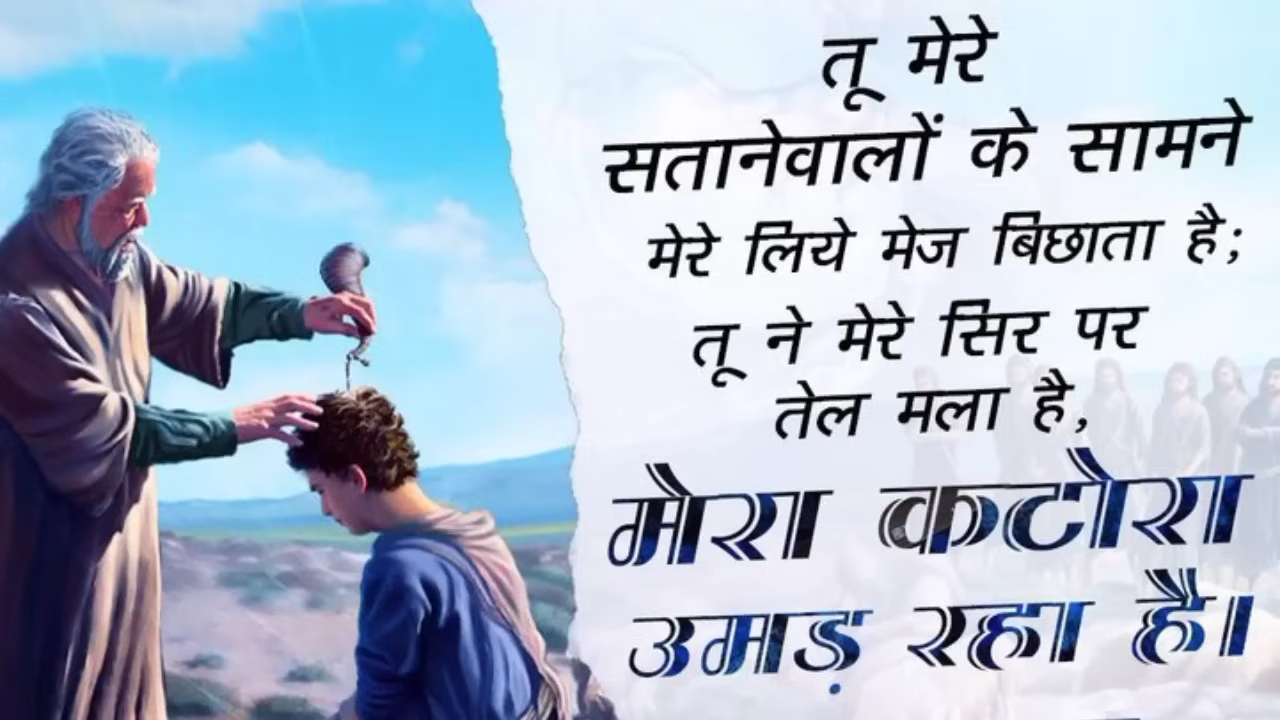 तू मेरे
सतानेवालों के सामने
मेरे लिये मेज बिछाता है;
तू ने मेरे सिर पर
तेल मला है,
मेरा कटोरा
उमड़ रहा है।